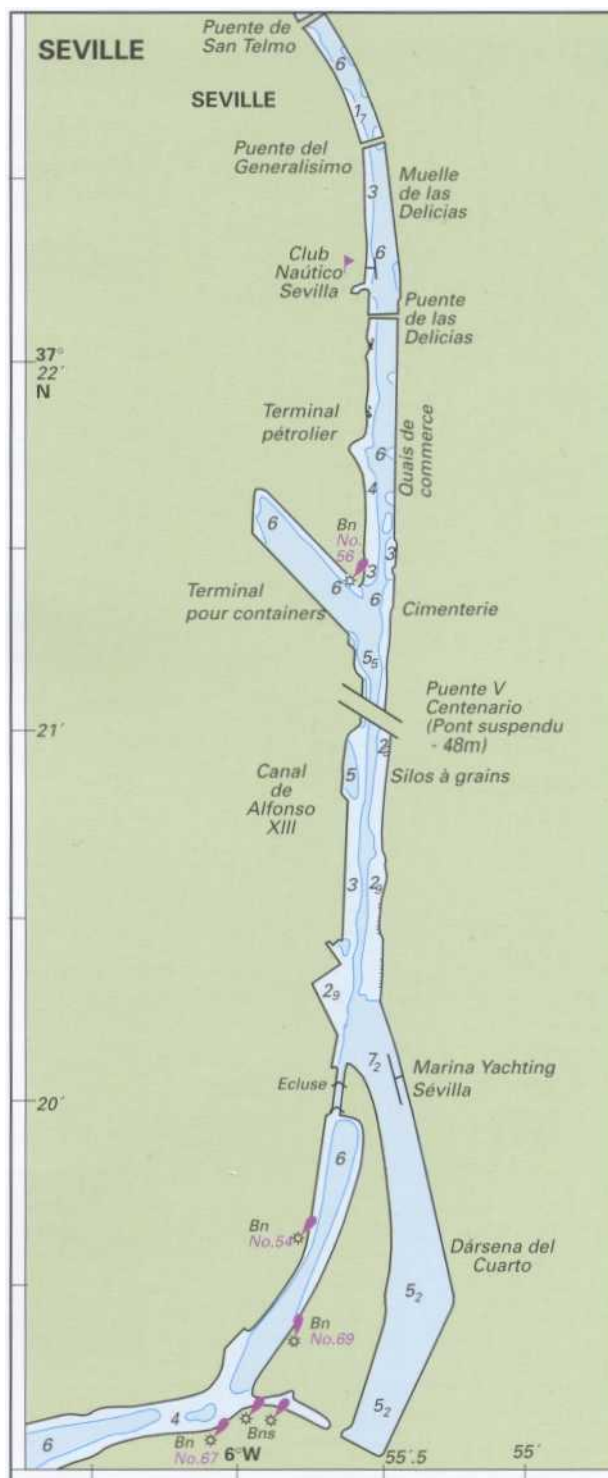 Puente de
San Telmo
SEVILLE
SEVILLE
6
1₇
Puente del
Generalisimo
Muelle
de las
Delicias
3
6
Club
Naútico
Sevilla
Puente
de las
Delicias
37°
22′
N
Terminal
pétrolier
Quais de
commerce
6
4
6
Bn
No.
56
3
3
6
6
Terminal
pour containers
Cimenterie
5₅
Puente V
Centenario
(Pont suspendu
- 48m)
21′
2₉
5
Silos à grains
Canal
de
Alfonso
XIII
3
2₉
2₉
7₂
Marina Yachting
Sévilla
Ecluse
20′
6
Bn
No.54
Dársena del
Cuarto
5₂
Bn
No.69
5₂
4
Bns
6
Bn
No.67
6°W
55′.5
55′